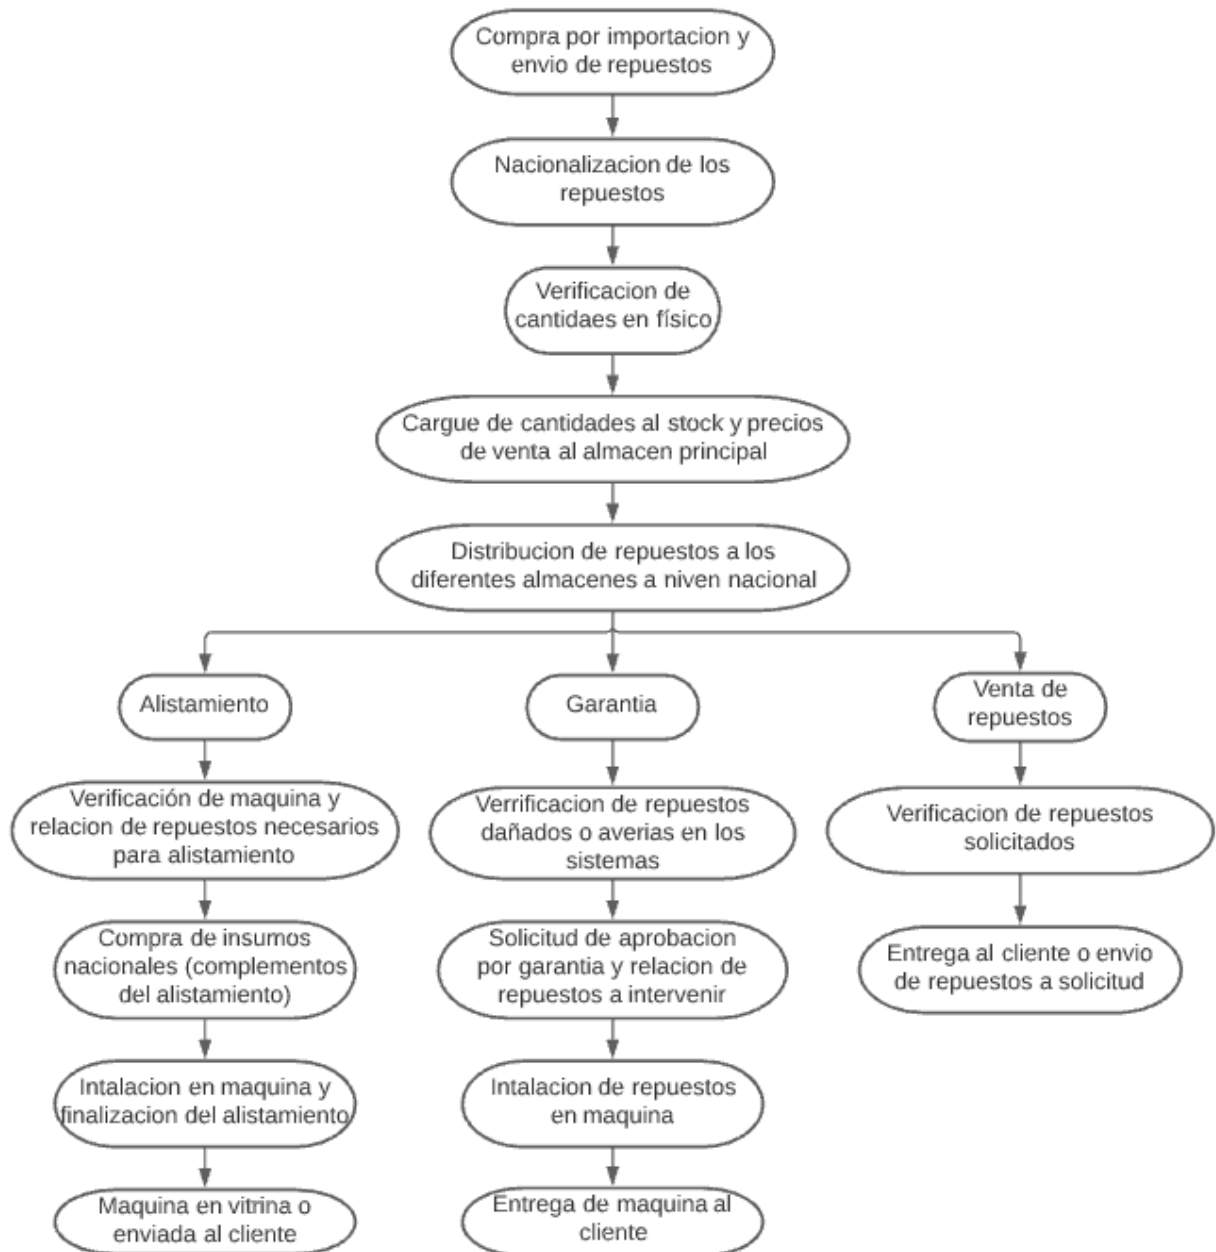 Compra por importacion y
envio de repuestos
Nacionalizacion de los
repuestos
Verificacion de
cantidaes en físico
Cargue de cantidades al stock y precios
de venta al almacen principal
Distribucion de repuestos a los
diferentes almacenes a niven nacional
Alistamiento
Garantia
Venta de
repuestos
Verificación de maquina y
relacion de repuestos necesarios
para alistamiento
Verrificacion de repuestos
dañados o averias en los
sistemas
Verificacion de repuestos
solicitados
Compra de insumos
nacionales (complementos
del alistamiento)
Solicitud de aprobacion
por garantia y relacion de
repuestos a intervenir
Entrega al cliente o envio
de repuestos a solicitud
Intalacion en maquina y
finalizacion del alistamiento
Intalacion de repuestos
en maquina
Maquina en vitrina o
enviada al cliente
Entrega de maquina al
cliente